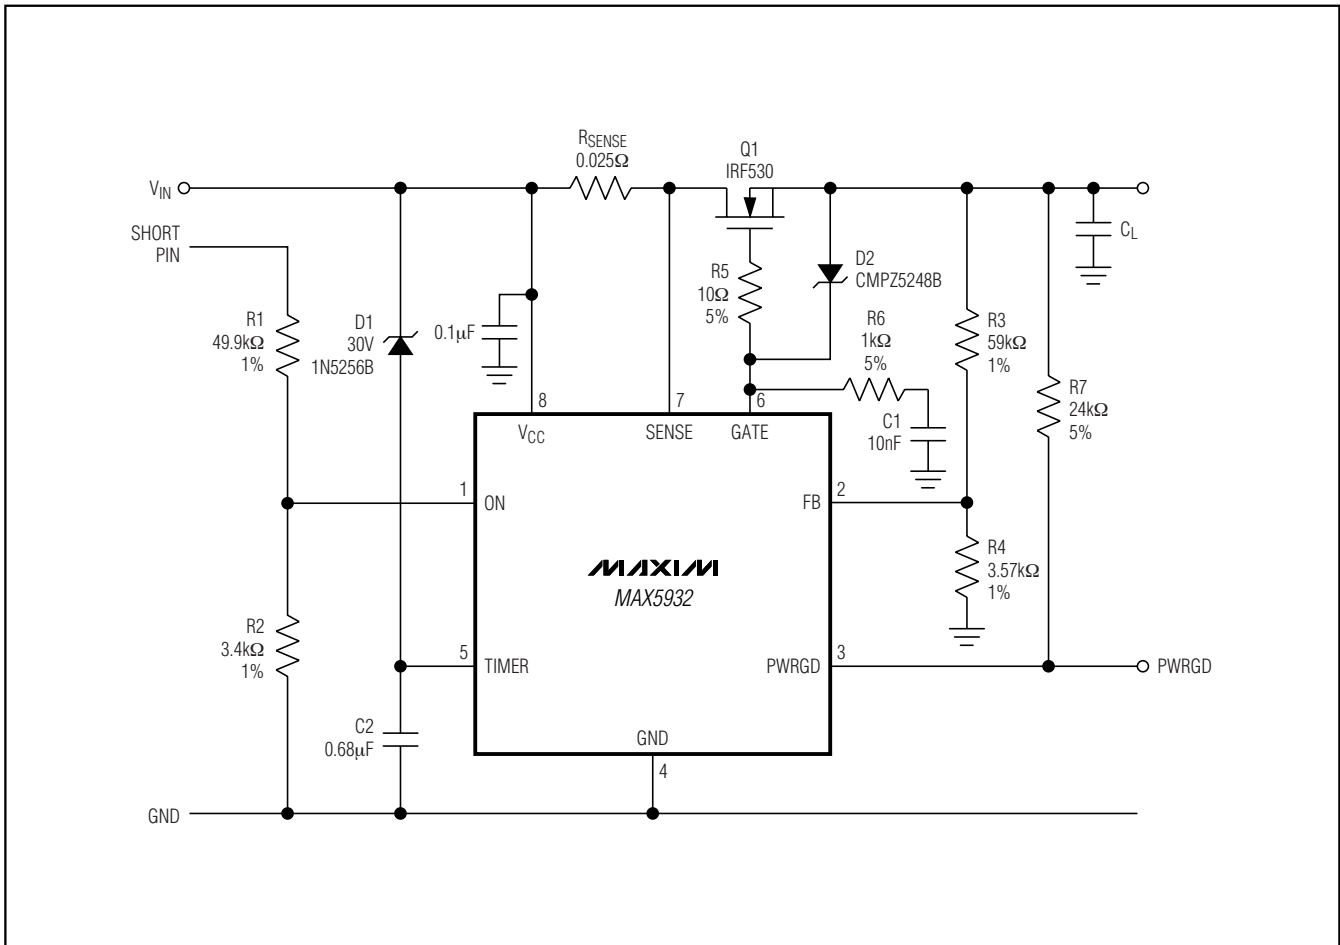 RSENSE
0.025Ω
Q1
IRF530
VIN
SHORT
PIN
CL
D2
CMPZ5248B
R5
10Ω
5%
R1
49.9kΩ
1%
D1
30V
1N5256B
0.1µF
R6
1kΩ
5%
R3
59kΩ
1%
R7
24kΩ
5%
C1
10nF
8
7
6
VCC
SENSE
GATE
1
ON
2
FB
MAXIM
MAX5932
R4
3.57kΩ
1%
R2
3.4kΩ
1%
5
TIMER
3
PWRGD
PWRGD
C2
0.68µF
GND
4
GND